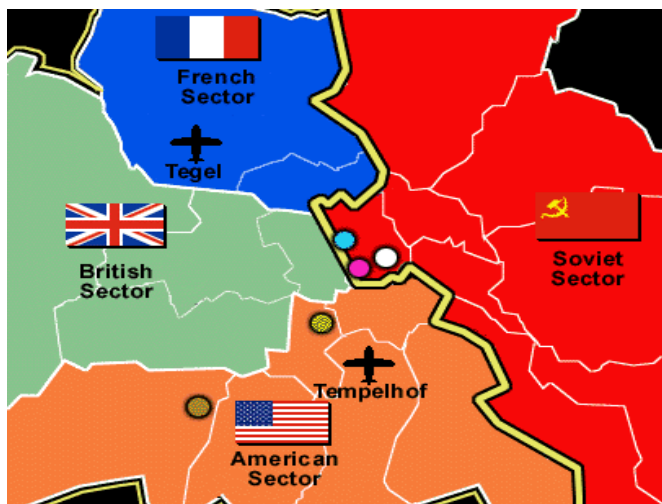 French
Sector
Tegel
British
Sector
Soviet
Sector
Tempelhof
American
Sector